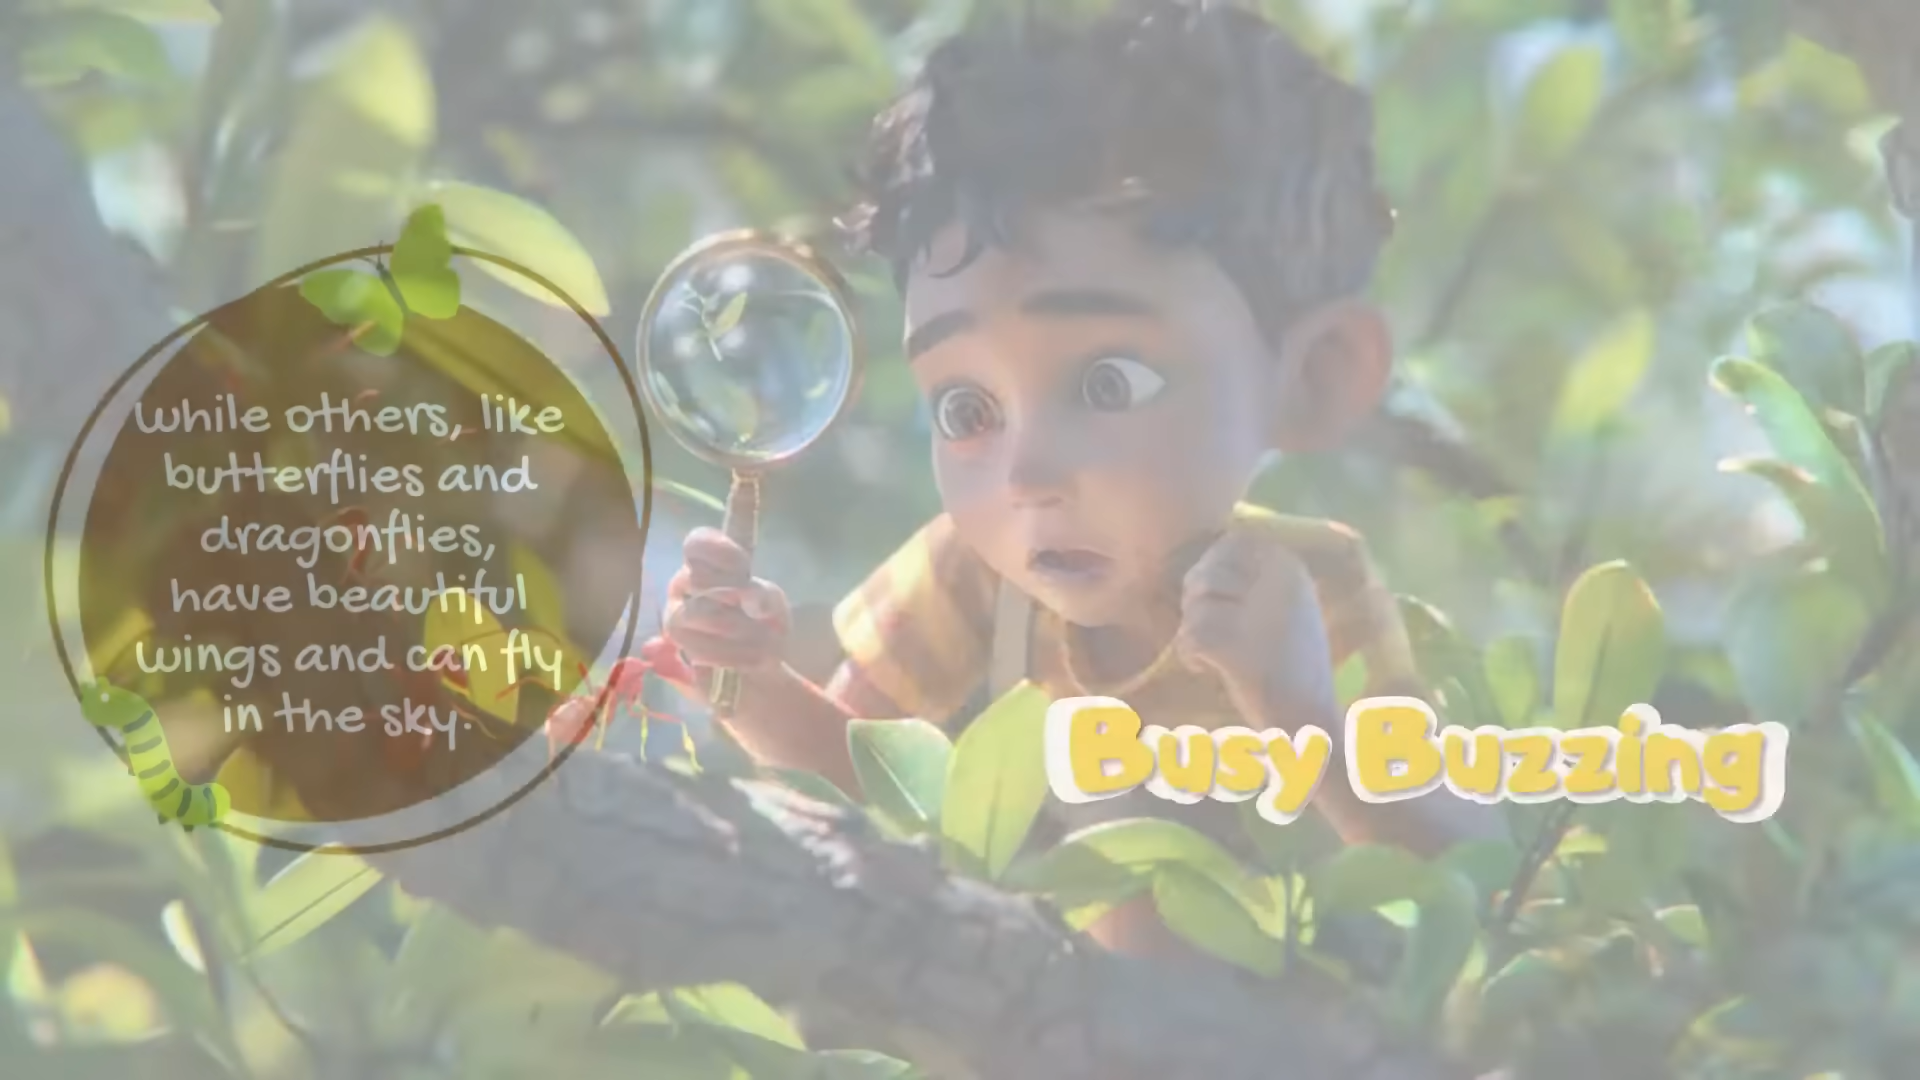 while others, like
butterflies and
dragonflies,
have beautiful
wings and can fly
in the sky.
Busy Buzzing